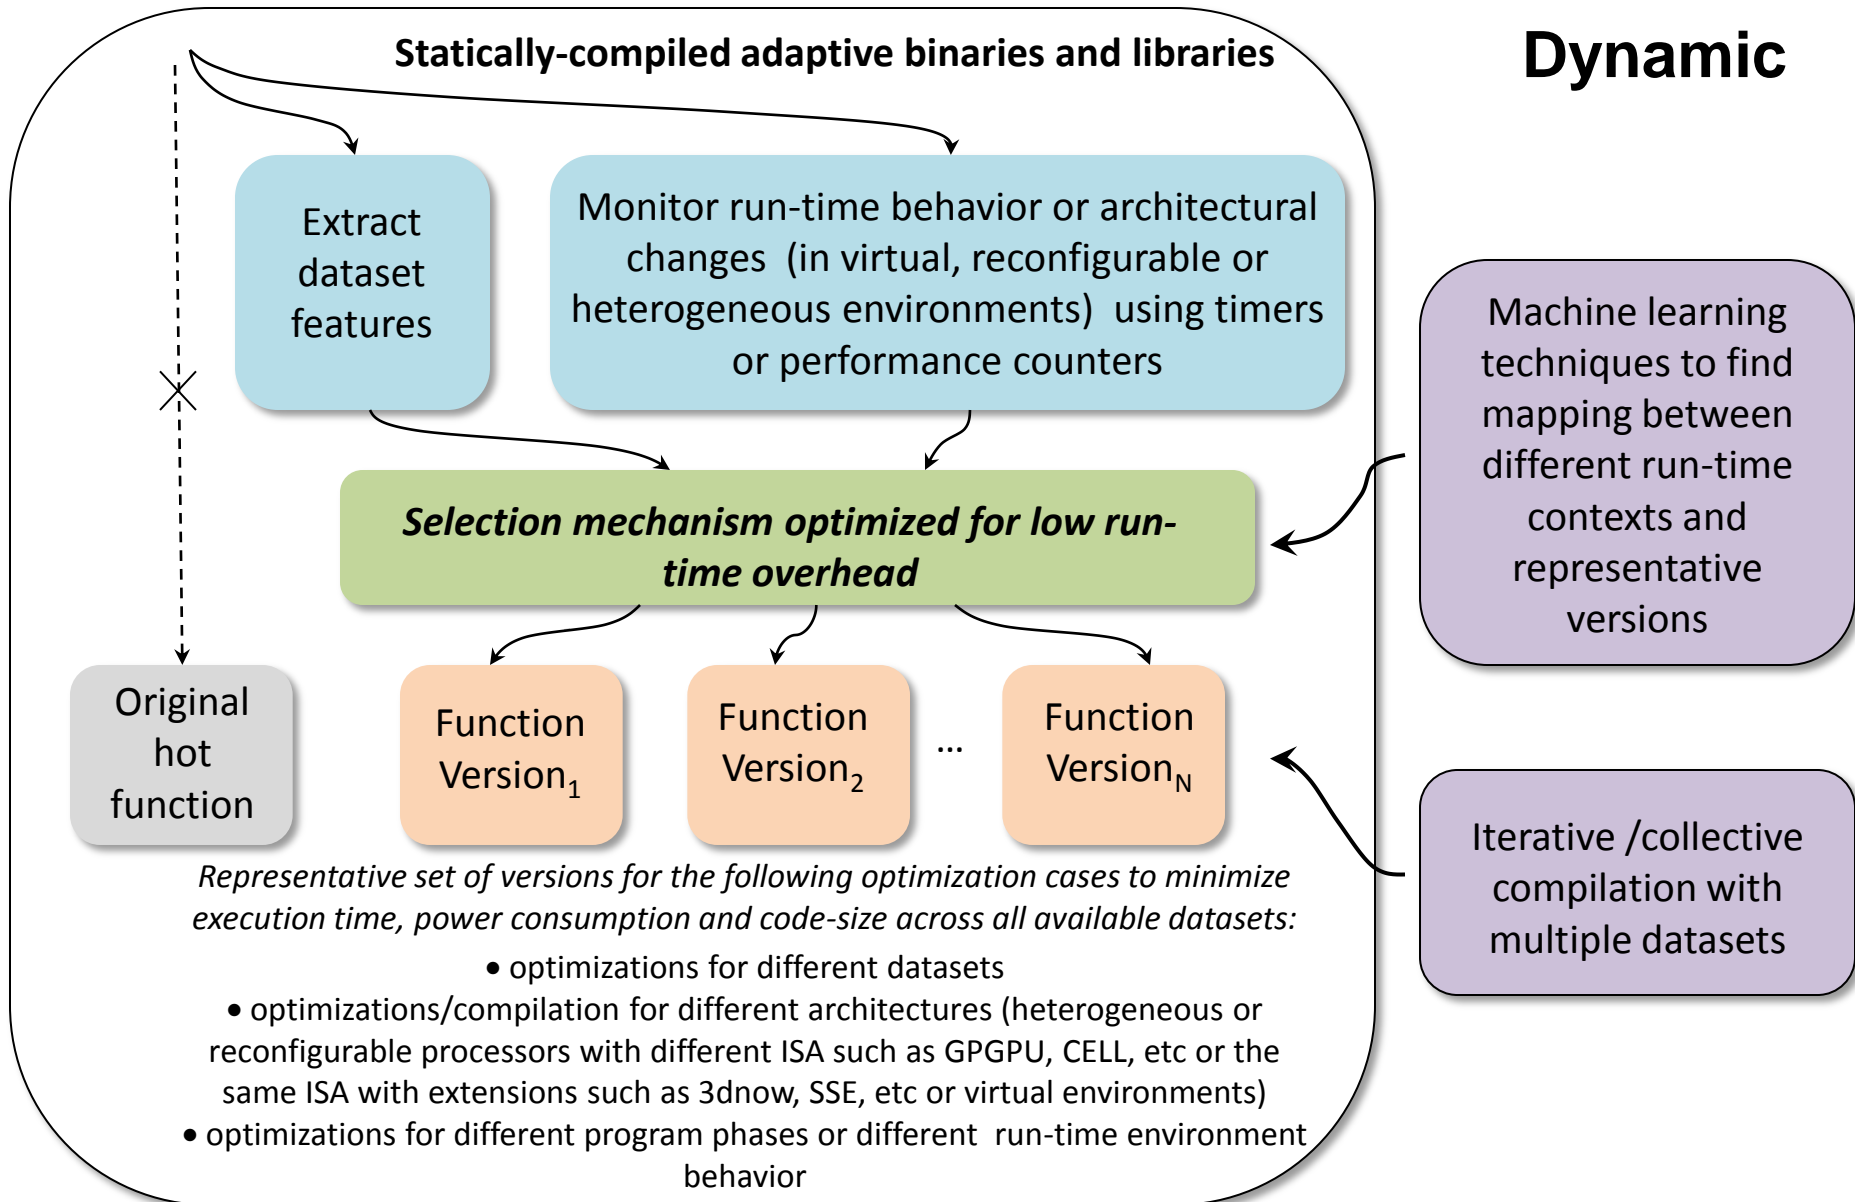 Statically-compiled adaptive binaries and libraries
Dynamic
Extract
dataset
features
Monitor run-time behavior or architectural
changes (in virtual, reconfigurable or
heterogeneous environments) using timers
or performance counters
Machine learning
techniques to find
mapping between
different run-time
contexts and
representative
versions
Selection mechanism optimized for low run-
time overhead
Original
hot
function
Function
Version1
Function
Version2
...
Function
VersionN
Iterative /collective
compilation with
multiple datasets
Representative set of versions for the following optimization cases to minimize
execution time, power consumption and code-size across all available datasets:
• optimizations for different datasets
• optimizations/compilation for different architectures (heterogeneous or
reconfigurable processors with different ISA such as GPGPU, CELL, etc or the
same ISA with extensions such as 3dnow, SSE, etc or virtual environments)
• optimizations for different program phases or different run-time environment
behavior